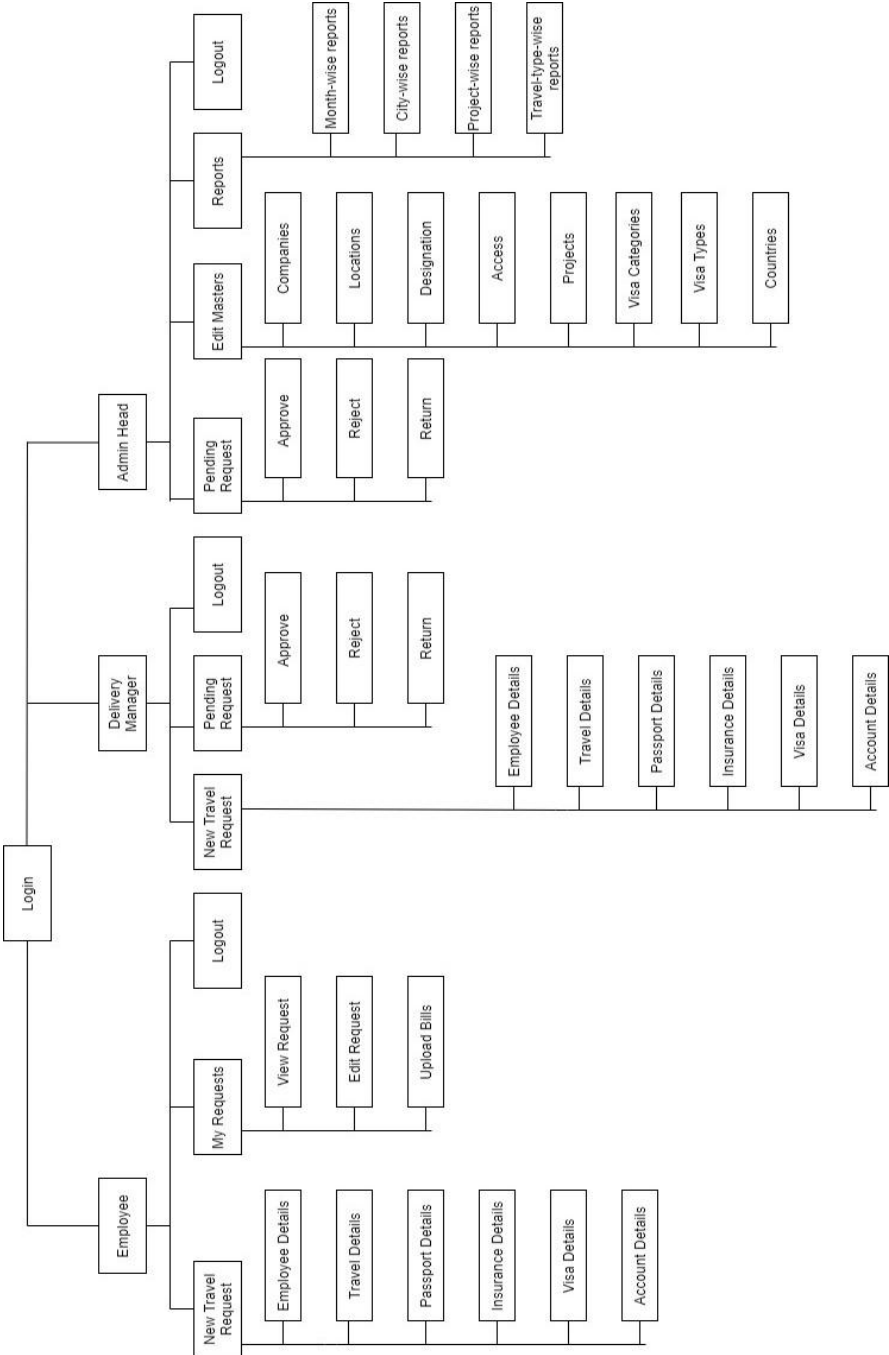 Login
Employee
Delivery
Manager
Admin Head
New Travel
Request
My Requests
Logout
New Travel
Request
Pending
Request
Logout
Pending
Request
Edit Masters
Reports
Logout
Employee Details
Travel Details
Passport Details
Insurance Details
Visa Details
Account Details
View Request
Edit Request
Upload Bills
Employee Details
Travel Details
Passport Details
Insurance Details
Visa Details
Account Details
Approve
Reject
Return
Approve
Reject
Return
Companies
Locations
Designation
Access
Projects
Visa Categories
Visa Types
Countries
Month-wise reports
City-wise reports
Project-wise reports
Travel-type-wise
reports